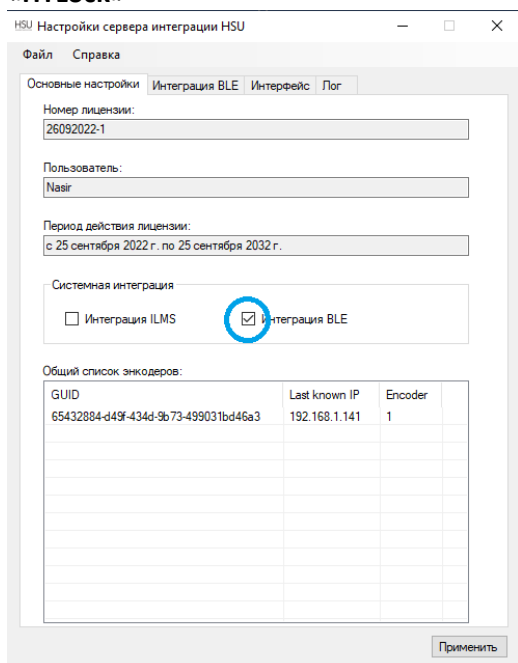 HSU Настройки сервера интеграции HSU
Файл Справка
Основные настройки Интеграция BLE Интерфейс Лог
Номер лицензии:
26092022-1
Пользователь:
Nasir
Период действия лицензии:
с 25 сентября 2022 г. по 25 сентября 2032 г.
Системная интеграция
Интеграция ILMS Интеграция BLE
Общий список энкодеров:
GUID Last known IP Encoder
65432884-d49f-434d-9b73-499031bd46a3 192.168.1.141 1
Применить